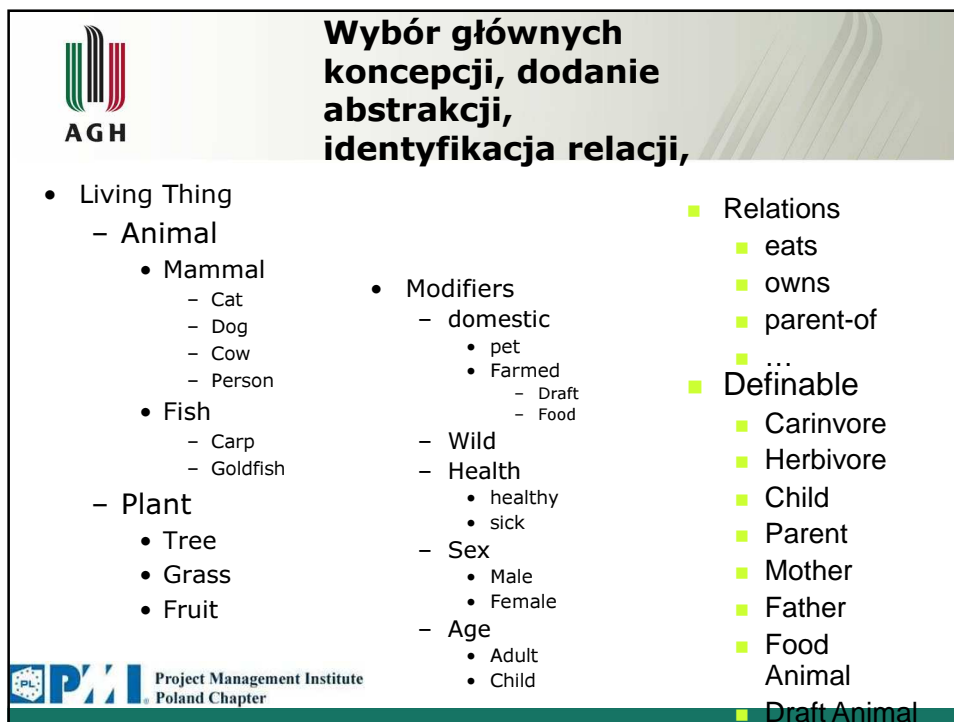 AGH
Wybór głównych
koncepcji, dodanie
abstrakcji,
identyfikacja relacji,
• Living Thing
– Animal
• Mammal
– Cat
– Dog
– Cow
– Person
• Fish
– Carp
– Goldfish
– Plant
• Tree
• Grass
• Fruit
• Modifiers
– domestic
• pet
• Farmed
– Draft
– Food
– Wild
– Health
• healthy
• sick
– Sex
• Male
• Female
– Age
• Adult
• Child
Relations
eats
owns
parent-of
…
Definable
Carinvore
Herbivore
Child
Parent
Mother
Father
Food
Animal
Draft Animal
PL PMI Project Management Institute
Poland Chapter